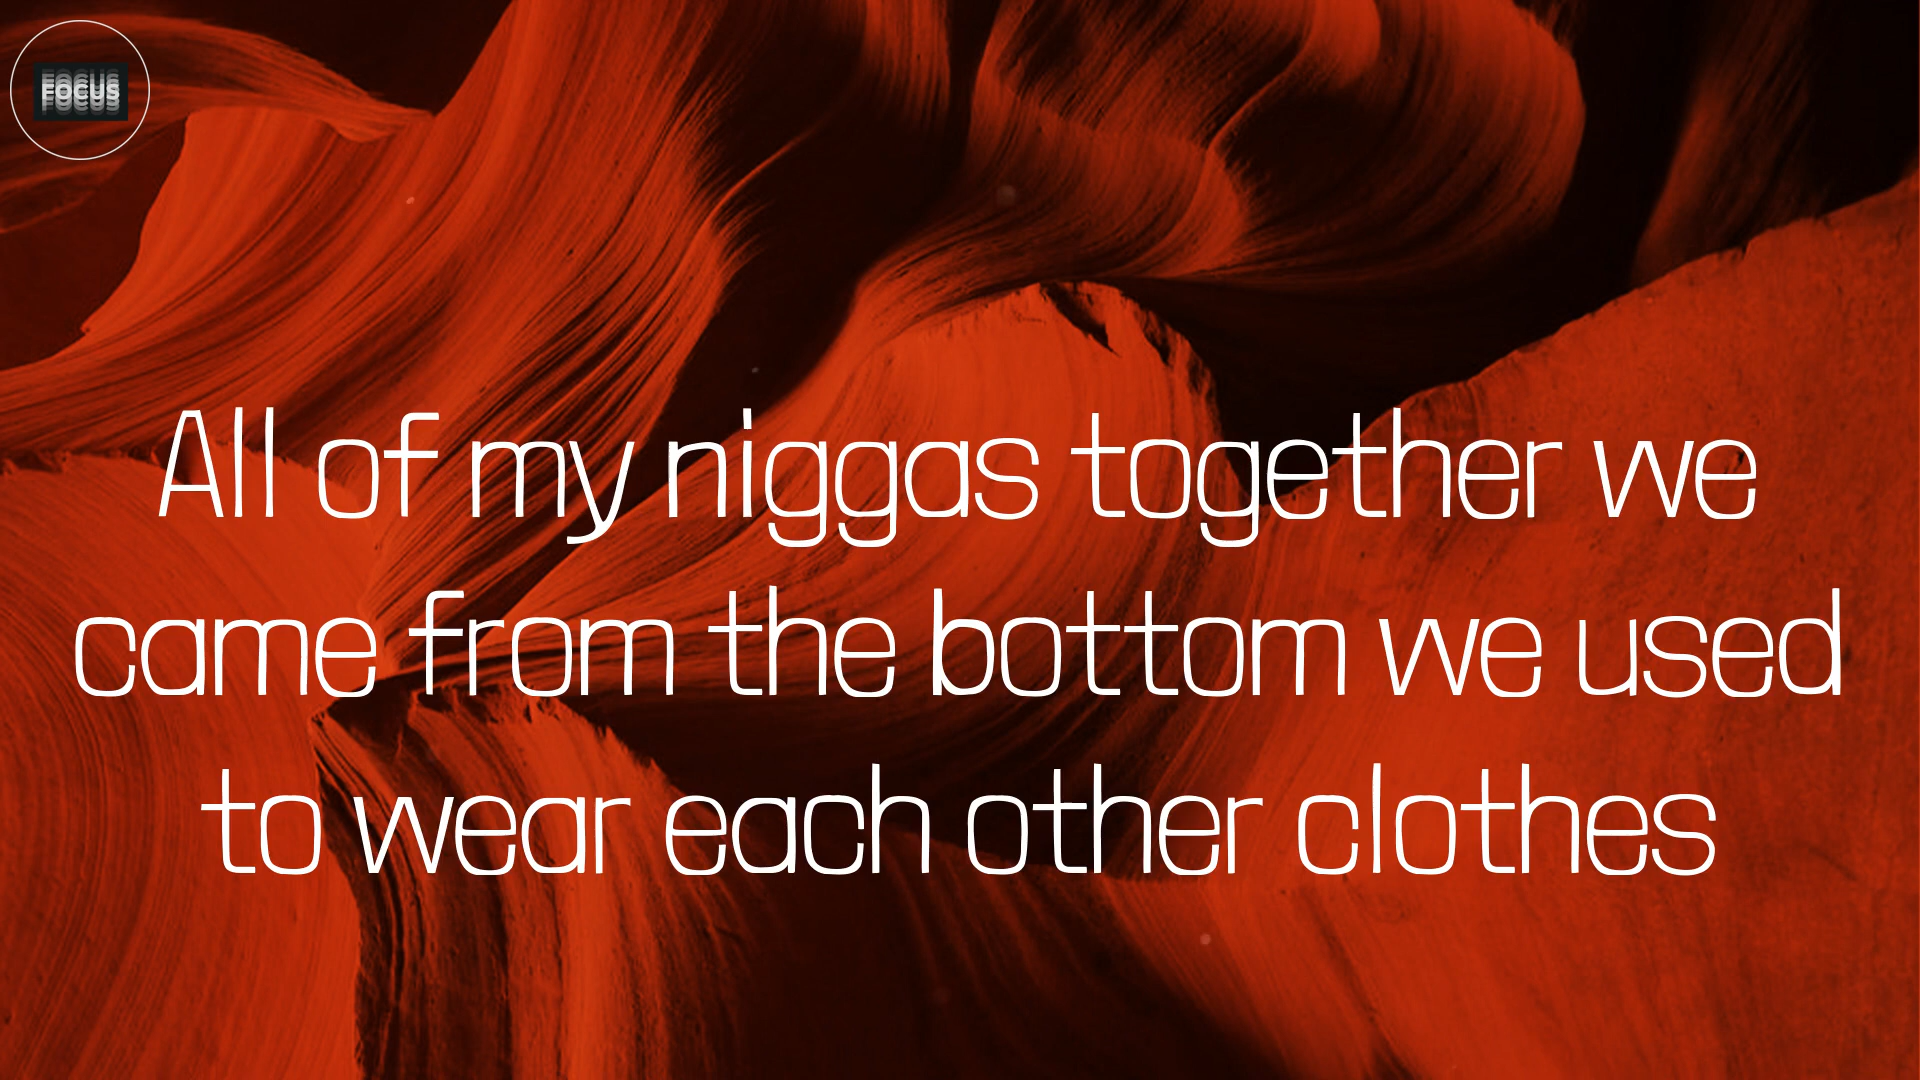 FOCUS
All of my niggas together we
came from the bottom we used
to wear each other clothes